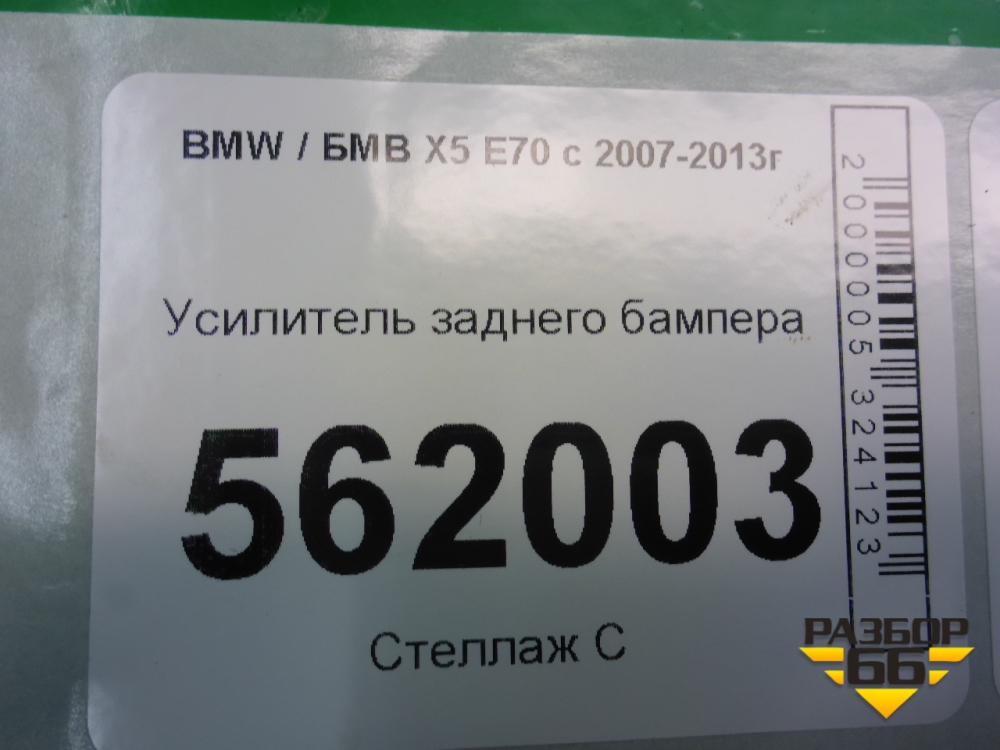 BMW / БМВ X5 E70 с 2007-2013г
Усилитель заднего бампера
562003
Стеллаж С
2000005324123
РАЗБОР
66